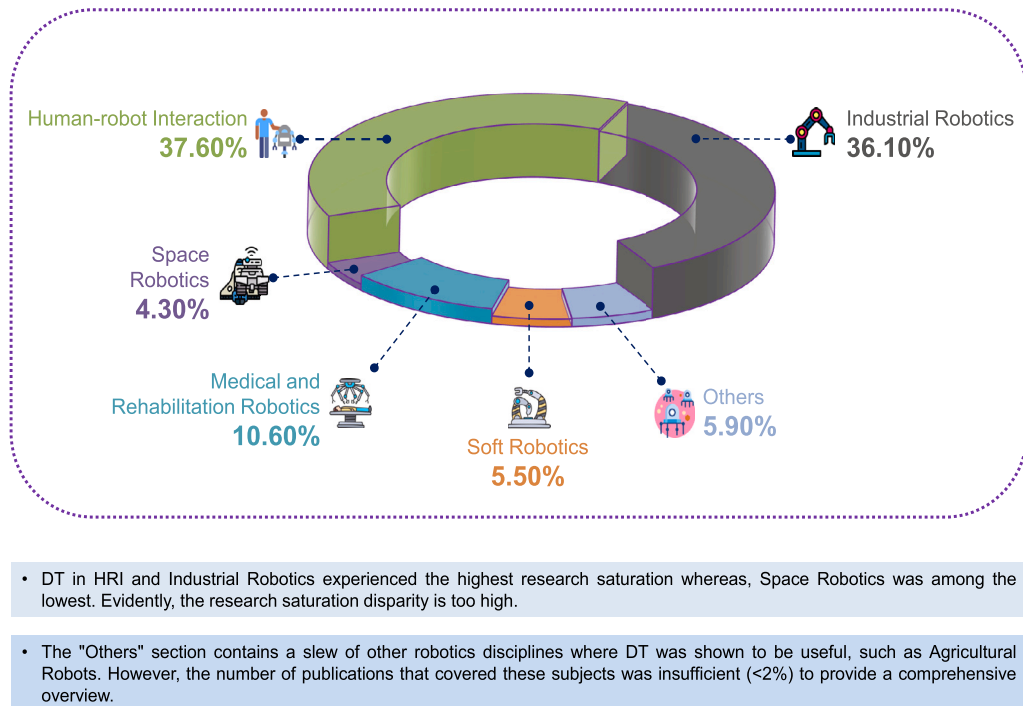 Human-robot Interaction
37.60%
Industrial Robotics
36.10%
Space
Robotics
4.30%
Medical and
Rehabilitation Robotics
10.60%
Soft Robotics
5.50%
Others
5.90%
• DT in HRI and Industrial Robotics experienced the highest research saturation whereas, Space Robotics was among the
lowest. Evidently, the research saturation disparity is too high.
• The "Others" section contains a slew of other robotics disciplines where DT was shown to be useful, such as Agricultural
Robots. However, the number of publications that covered these subjects was insufficient (<2%) to provide a comprehensive
overview.